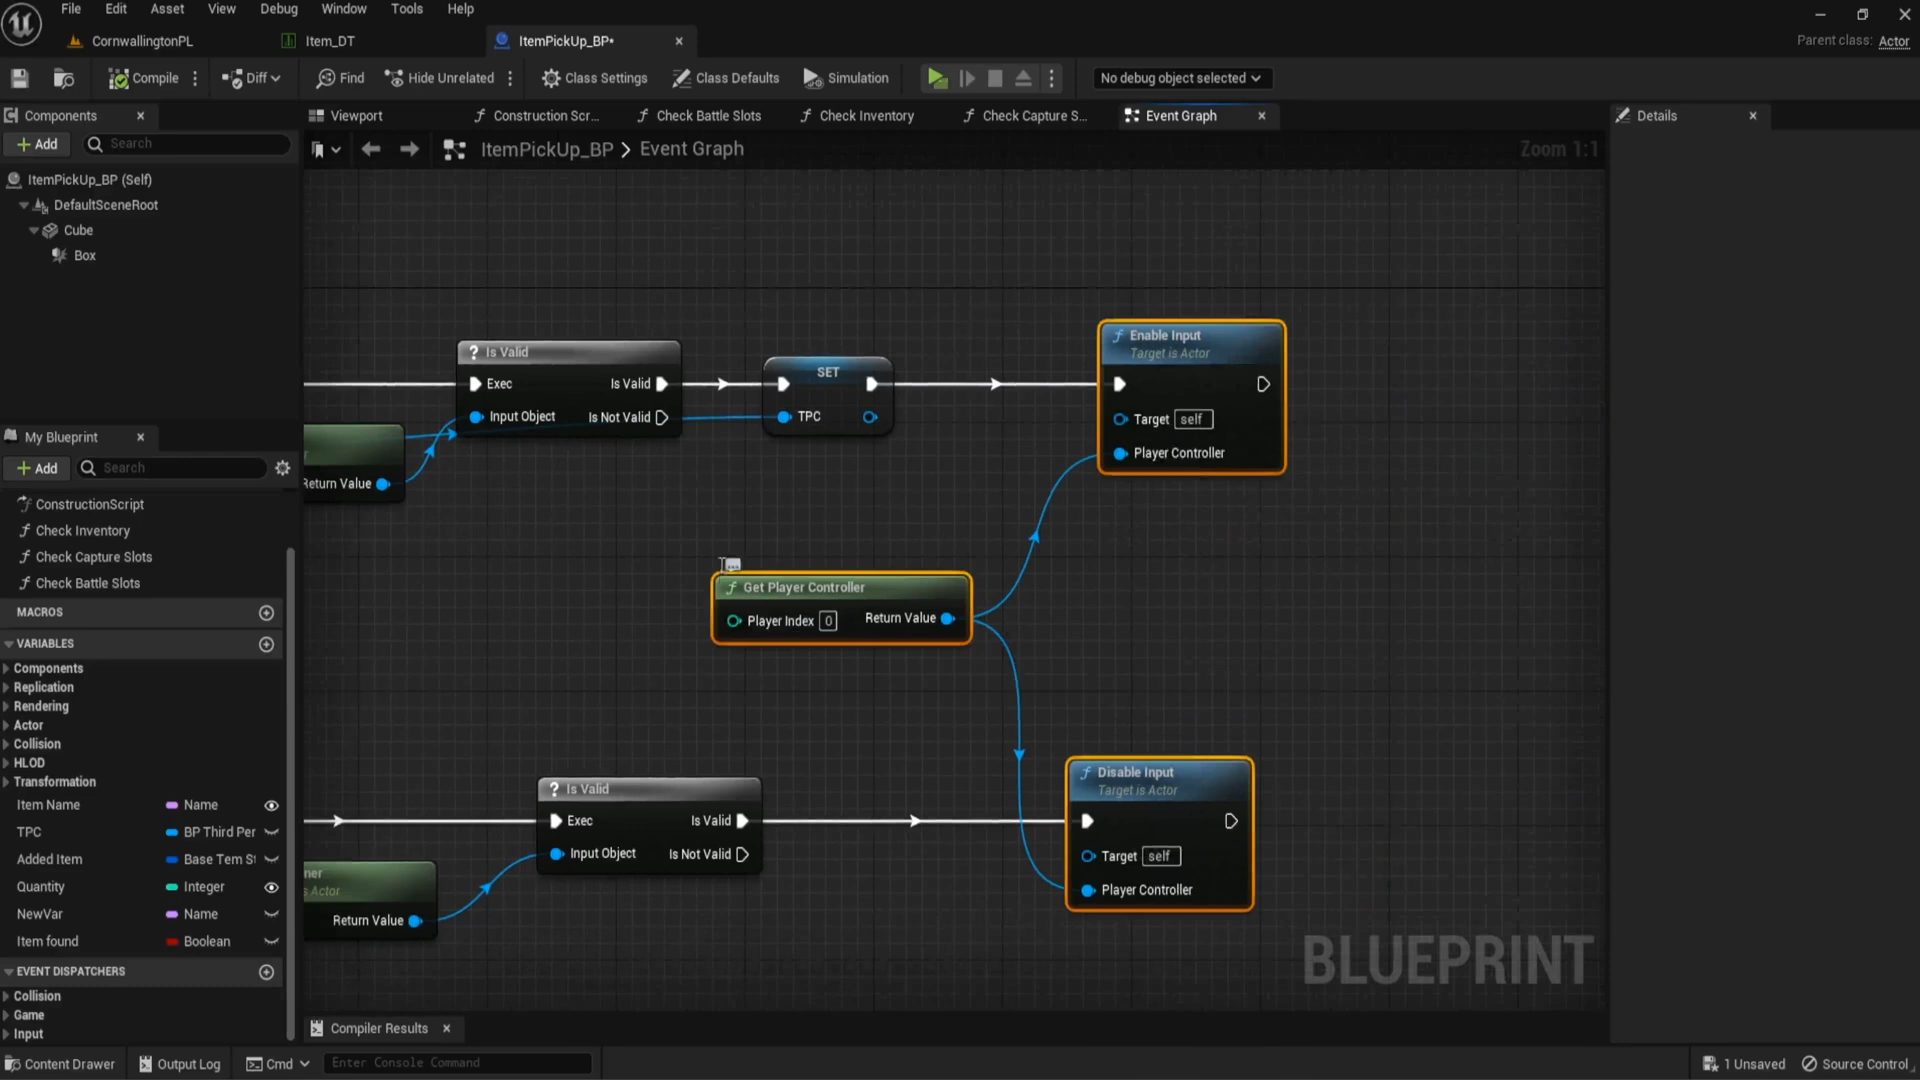 File Edit Asset View Debug Window Tools Help
CornwallingtonPL
Item_DT
ItemPickUp_BP*
Parent class: Actor
Compile
Diff
Find
Hide Unrelated
Class Settings
Class Defaults
Simulation
No debug object selected
Components
Viewport
Construction Scr...
Check Battle Slots
Check Inventory
Check Capture S...
Event Graph
Details
+ Add
Search
ItemPickUp_BP > Event Graph
Zoom 1:1
ItemPickUp_BP (Self)
DefaultSceneRoot
Cube
Box
My Blueprint
+ Add
Search
ConstructionScript
Check Inventory
Check Capture Slots
Check Battle Slots
MACROS
VARIABLES
Components
Replication
Rendering
Actor
Collision
HLOD
Transformation
Item Name Name
TPC BP Third Per
Added Item Base Tem St
Quantity Integer
NewVar Name
Item found Boolean
EVENT DISPATCHERS
Collision
Game
Input
? Is Valid
Exec Is Valid
Input Object Is Not Valid
Return Value
SET
TPC
Enable Input
Target is Actor
Target self
Player Controller
Get Player Controller
Player Index 0 Return Value
? Is Valid
Exec Is Valid
Input Object Is Not Valid
ner
Actor
Return Value
Disable Input
Target is Actor
Target self
Player Controller
BLUEPRINT
Compiler Results
Content Drawer
Output Log
Cmd
Enter Console Command
1 Unsaved
Source Control